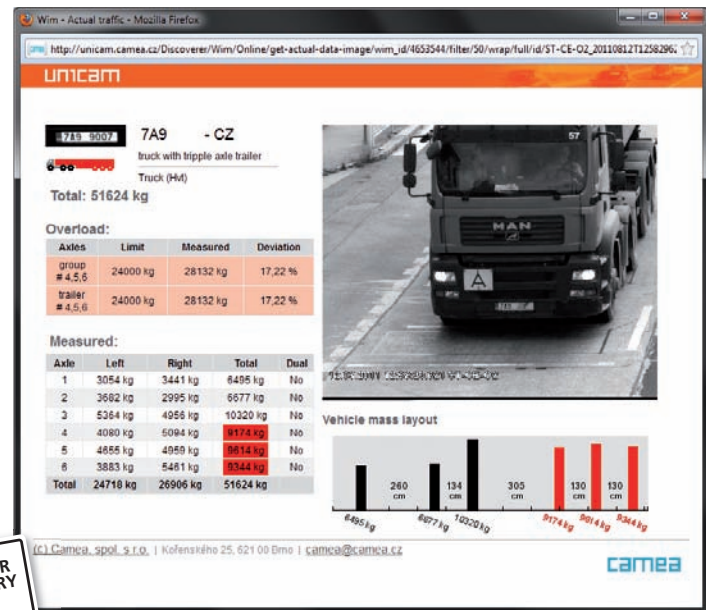 Wim - Actual traffic - Mozilla Firefox
http://unicam.camea.cz/Discoverer/Wim/Online/get-actual-data-image/wim_id/4653544/filter/50/wrap/full/id/ST-CE-O2_20110812T1258296
unicam
7A9 9007
7A9 - CZ
truck with tripple axle trailer
Truck (Hvt)
Total: 51624 kg
Overload:
Axles Limit Measured Deviation
group # 4,5,6 24000 kg 28132 kg 17,22 %
trailer # 4,5,6 24000 kg 28132 kg 17,22 %
Measured:
Axle Left Right Total Dual
1 3054 kg 3441 kg 6495 kg No
2 3682 kg 2995 kg 6677 kg No
3 5364 kg 4956 kg 10320 kg No
4 4080 kg 5094 kg 9174 kg No
5 4655 kg 4959 kg 9614 kg No
6 3883 kg 5461 kg 9344 kg No
Total 24718 kg 26906 kg 51624 kg
57
MAN
A
Vehicle mass layout
260 cm 134 cm 305 cm 130 cm 130 cm
6495 kg 6677 kg 10320 kg 9174 kg 9614 kg 9344 kg
(c) Camea, spol. s r.o. | Kořenského 25, 621 00 Brno | camea@camea.cz
camea